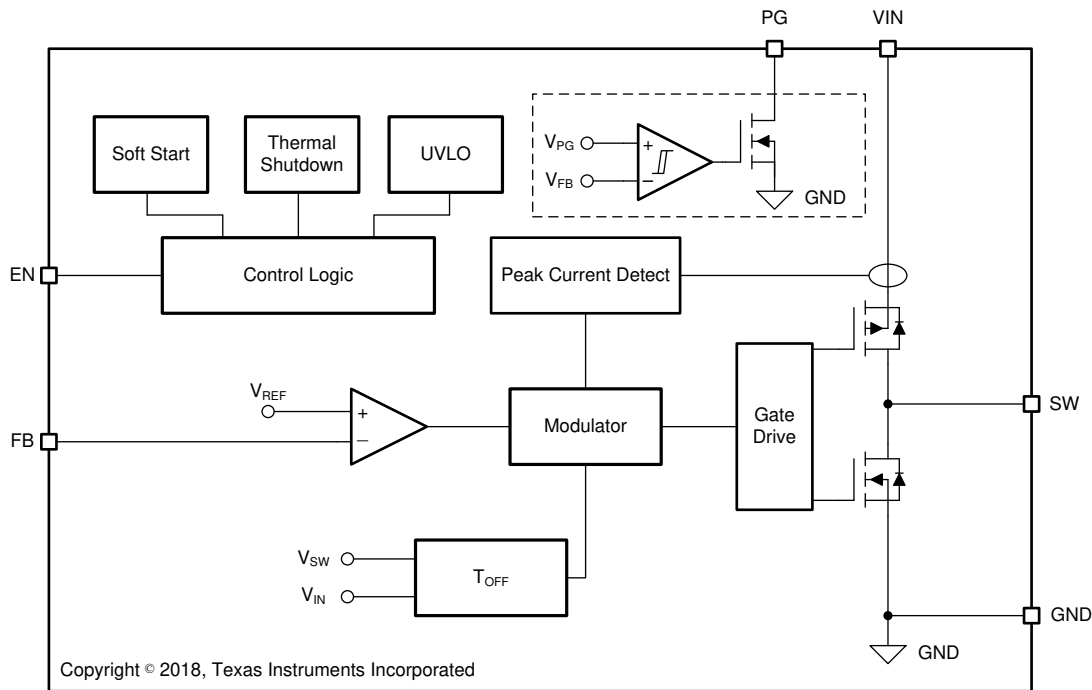 PG
VIN
Soft Start
Thermal
Shutdown
UVLO
VPG
+
VFB
−
GND
EN
Control Logic
Peak Current Detect
VREF
+
FB
−
Modulator
Gate
Drive
SW
VSW
VIN
TOFF
GND
GND
Copyright © 2018, Texas Instruments Incorporated